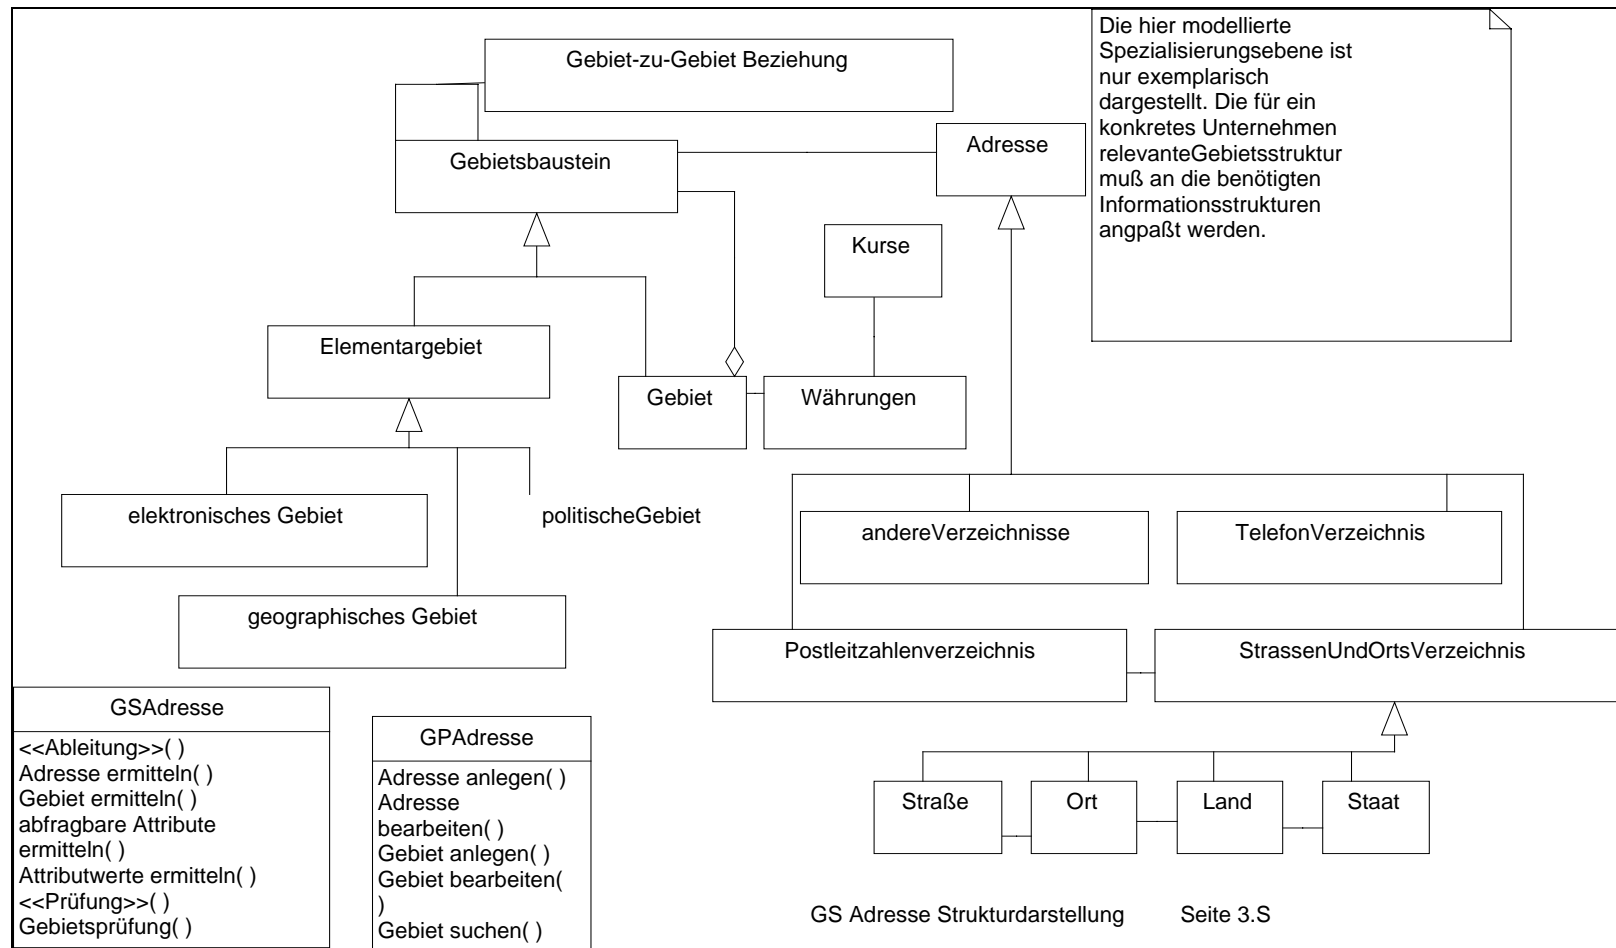 Gebiet-zu-Gebiet Beziehung
Die hier modellierte
Spezialisierungsebene ist
nur exemplarisch
dargestellt. Die für ein
konkretes Unternehmen
relevanteGebietsstruktur
muß an die benötigten
Informationsstrukturen
angpaßt werden.
Adresse
Gebietsbaustein
Kurse
Elementargebiet
Gebiet
Währungen
elektronisches Gebiet
politischeGebiet
andereVerzeichnisse
TelefonVerzeichnis
geographisches Gebiet
Postleitzahlenverzeichnis
StrassenUndOrtsVerzeichnis
GSAdresse
<<Ableitung>>( )
Adresse ermitteln( )
Gebiet ermitteln( )
abfragbare Attribute
ermitteln( )
Attributwerte ermitteln( )
<<Prüfung>>( )
Gebietsprüfung( )
GPAdresse
Adresse anlegen( )
Adresse
bearbeiten( )
Gebiet anlegen( )
Gebiet bearbeiten(
)
Gebiet suchen( )
Straße
Ort
Land
Staat
GS Adresse Strukturdarstellung Seite 3.S